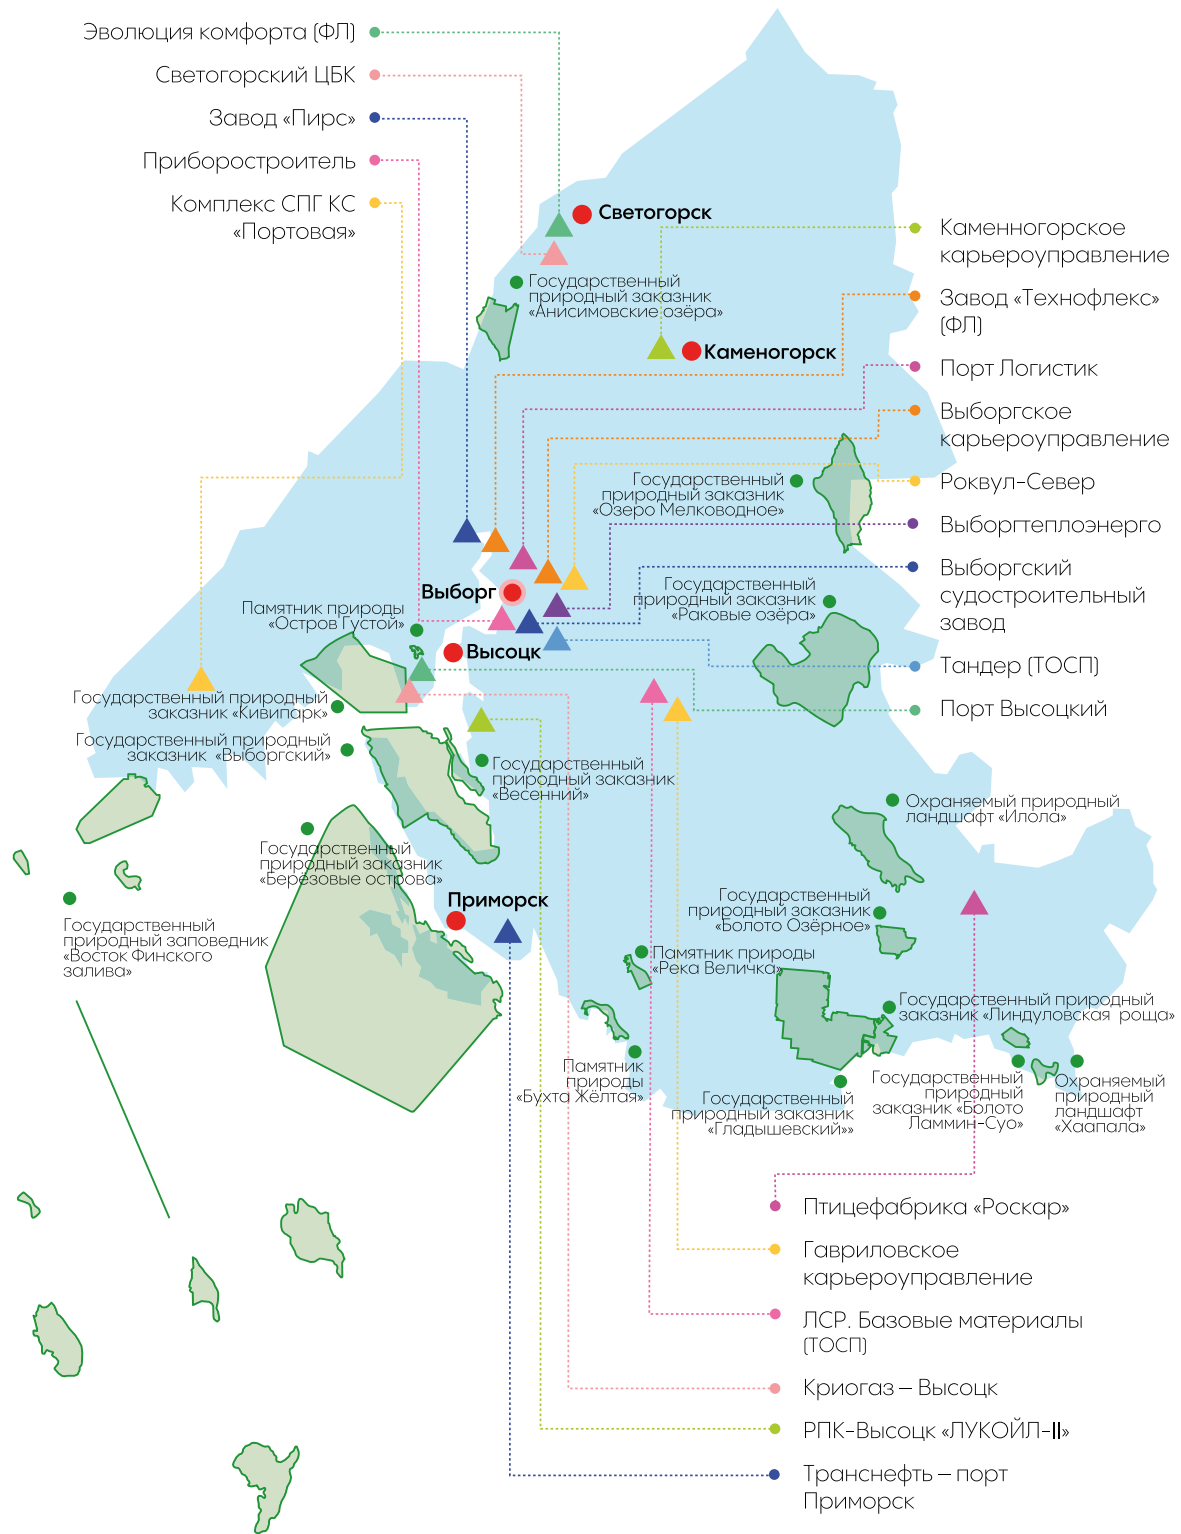 Эволюция комфорта (ФЛ)
Светогорский ЦБК
Завод «Пирс»
Приборостроитель
Комплекс СПГ КС
«Портовая»
Светогорск
Государственный
природный заказник
«Анисимовские озёра»
Каменогорск
Каменногорское
карьероуправление
Завод «Технофлекс»
(ФЛ)
Порт Логистик
Выборгское
карьероуправление
Роквул-Север
Выборгтеплоэнерго
Выборгский
судостроительный
завод
Тандер (ТОСП)
Порт Высоцкий
Государственный
природный заказник
«Озеро Мелководное»
Выборг
Государственный
природный заказник
«Раковые озёра»
Памятник природы
«Остров Густой»
Высоцк
Государственный природный
заказник «Кивипарк»
Государственный природный
заказник «Выборгский»
Государственный
природный заказник
«Весенний»
Охраняемый природный
ландшафт «Илола»
Государственный
природный заказник
«Берёзовые острова»
Приморск
Государственный
природный заказник
«Болото Озёрное»
Государственный
природный заповедник
«Восток Финского
залива»
Памятник природы
«Река Величка»
Государственный природный
заказник «Линдуловская роща»
Памятник
природы
«Бухта Жёлтая»
Государственный
природный заказник
«Гладышевский»»
Государственный
природный
заказник «Болото
Ламмин-Суо»
Охраняемый
природный
ландшафт
«Хаапала»
Птицефабрика «Роскар»
Гавриловское
карьероуправление
ЛСР. Базовые материалы
(ТОСП)
Криогаз – Высоцк
РПК-Высоцк «ЛУКОЙЛ-II»
Транснефть – порт
Приморск